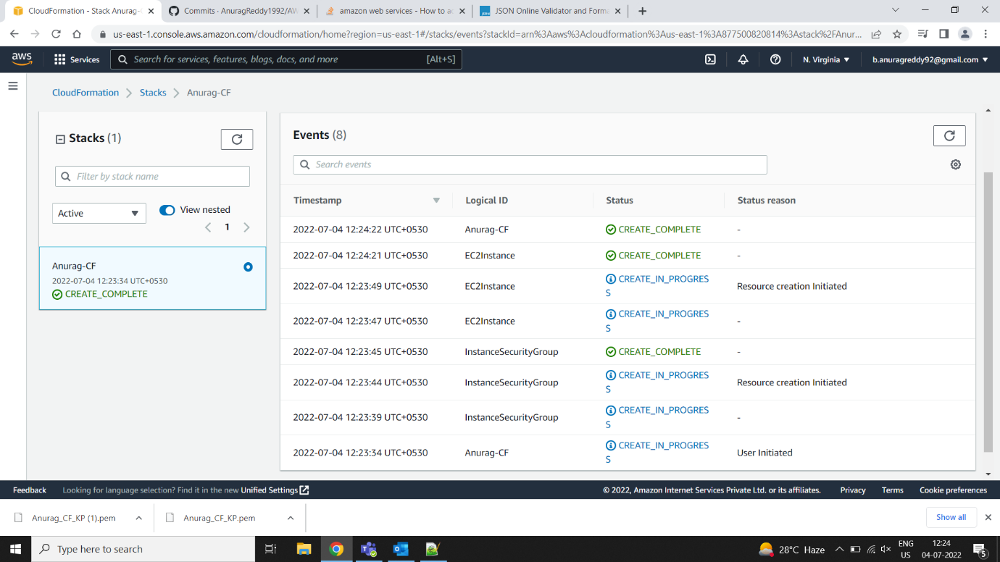 CloudFormation - Stack Anurag-
Commits · AnuragReddy1992/AW
amazon web services - How to ac
JSON Online Validator and Forma
us-east-1.console.aws.amazon.com/cloudformation/home?region=us-east-1#/stacks/events?stackId=arn%3Aaws%3Acloudformation%3Aus-east-1%3A877500820814%3Astack%2FAnur...
aws
Services
Search for services, features, blogs, docs, and more
[Alt+S]
N. Virginia
b.anuragreddy92@gmail.com
CloudFormation
Stacks
Anurag-CF
Stacks (1)
Filter by stack name
Active
View nested
1
Anurag-CF
2022-07-04 12:23:34 UTC+0530
CREATE_COMPLETE
Events (8)
Search events
Timestamp Logical ID Status Status reason
2022-07-04 12:24:22 UTC+0530 Anurag-CF CREATE_COMPLETE -
2022-07-04 12:24:21 UTC+0530 EC2Instance CREATE_COMPLETE -
2022-07-04 12:23:49 UTC+0530 EC2Instance CREATE_IN_PROGRES Resource creation Initiated
S
2022-07-04 12:23:47 UTC+0530 EC2Instance CREATE_IN_PROGRES -
S
2022-07-04 12:23:45 UTC+0530 InstanceSecurityGroup CREATE_COMPLETE -
2022-07-04 12:23:44 UTC+0530 InstanceSecurityGroup CREATE_IN_PROGRES Resource creation Initiated
S
2022-07-04 12:23:39 UTC+0530 InstanceSecurityGroup CREATE_IN_PROGRES -
S
2022-07-04 12:23:34 UTC+0530 Anurag-CF CREATE_IN_PROGRES User Initiated
S
Feedback
Looking for language selection? Find it in the new Unified Settings
© 2022, Amazon Internet Services Private Ltd. or its affiliates.
Privacy
Terms
Cookie preferences
Anurag_CF_KP (1).pem
Anurag_CF_KP.pem
Show all
Type here to search
28°C Haze
ENG
US
12:24
04-07-2022
5